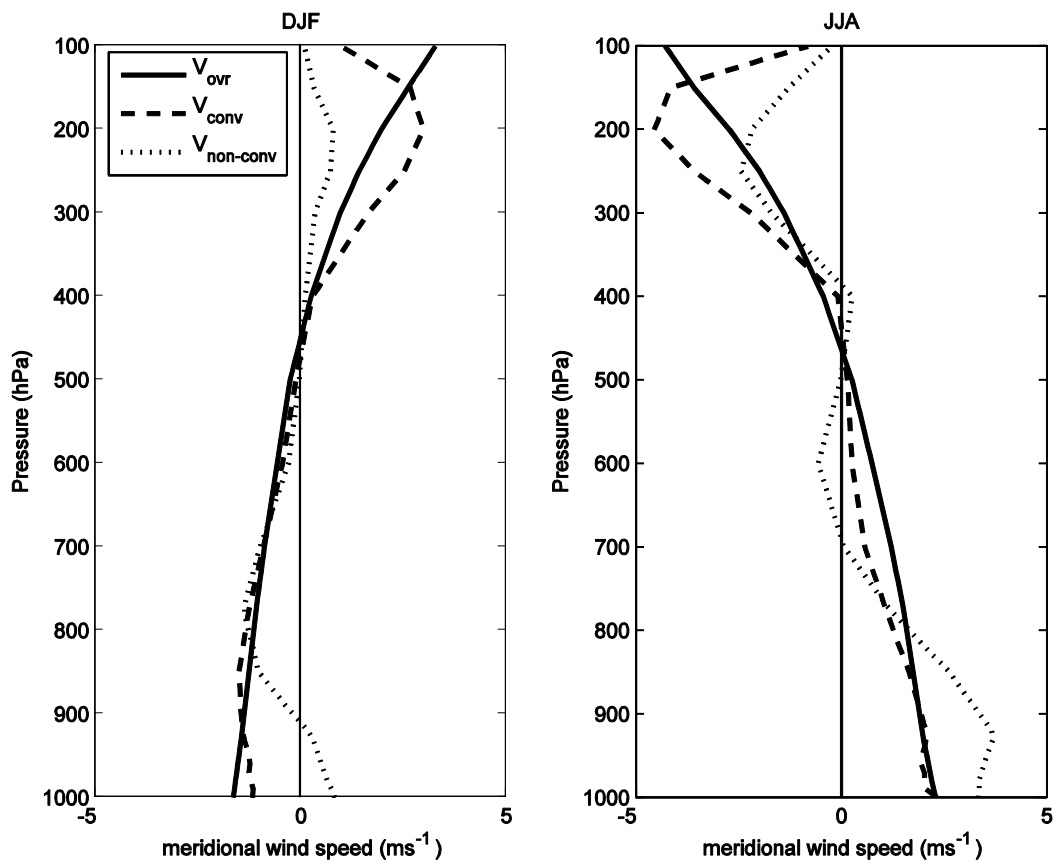 DJF
100
200
300
400
500
600
700
800
900
1000
Pressure (hPa)
V_ovr
V_conv
V_non-conv
-5
0
5
meridional wind speed (ms^-1)
JJA
100
200
300
400
500
600
700
800
900
1000
Pressure (hPa)
-5
0
5
meridional wind speed (ms^-1)